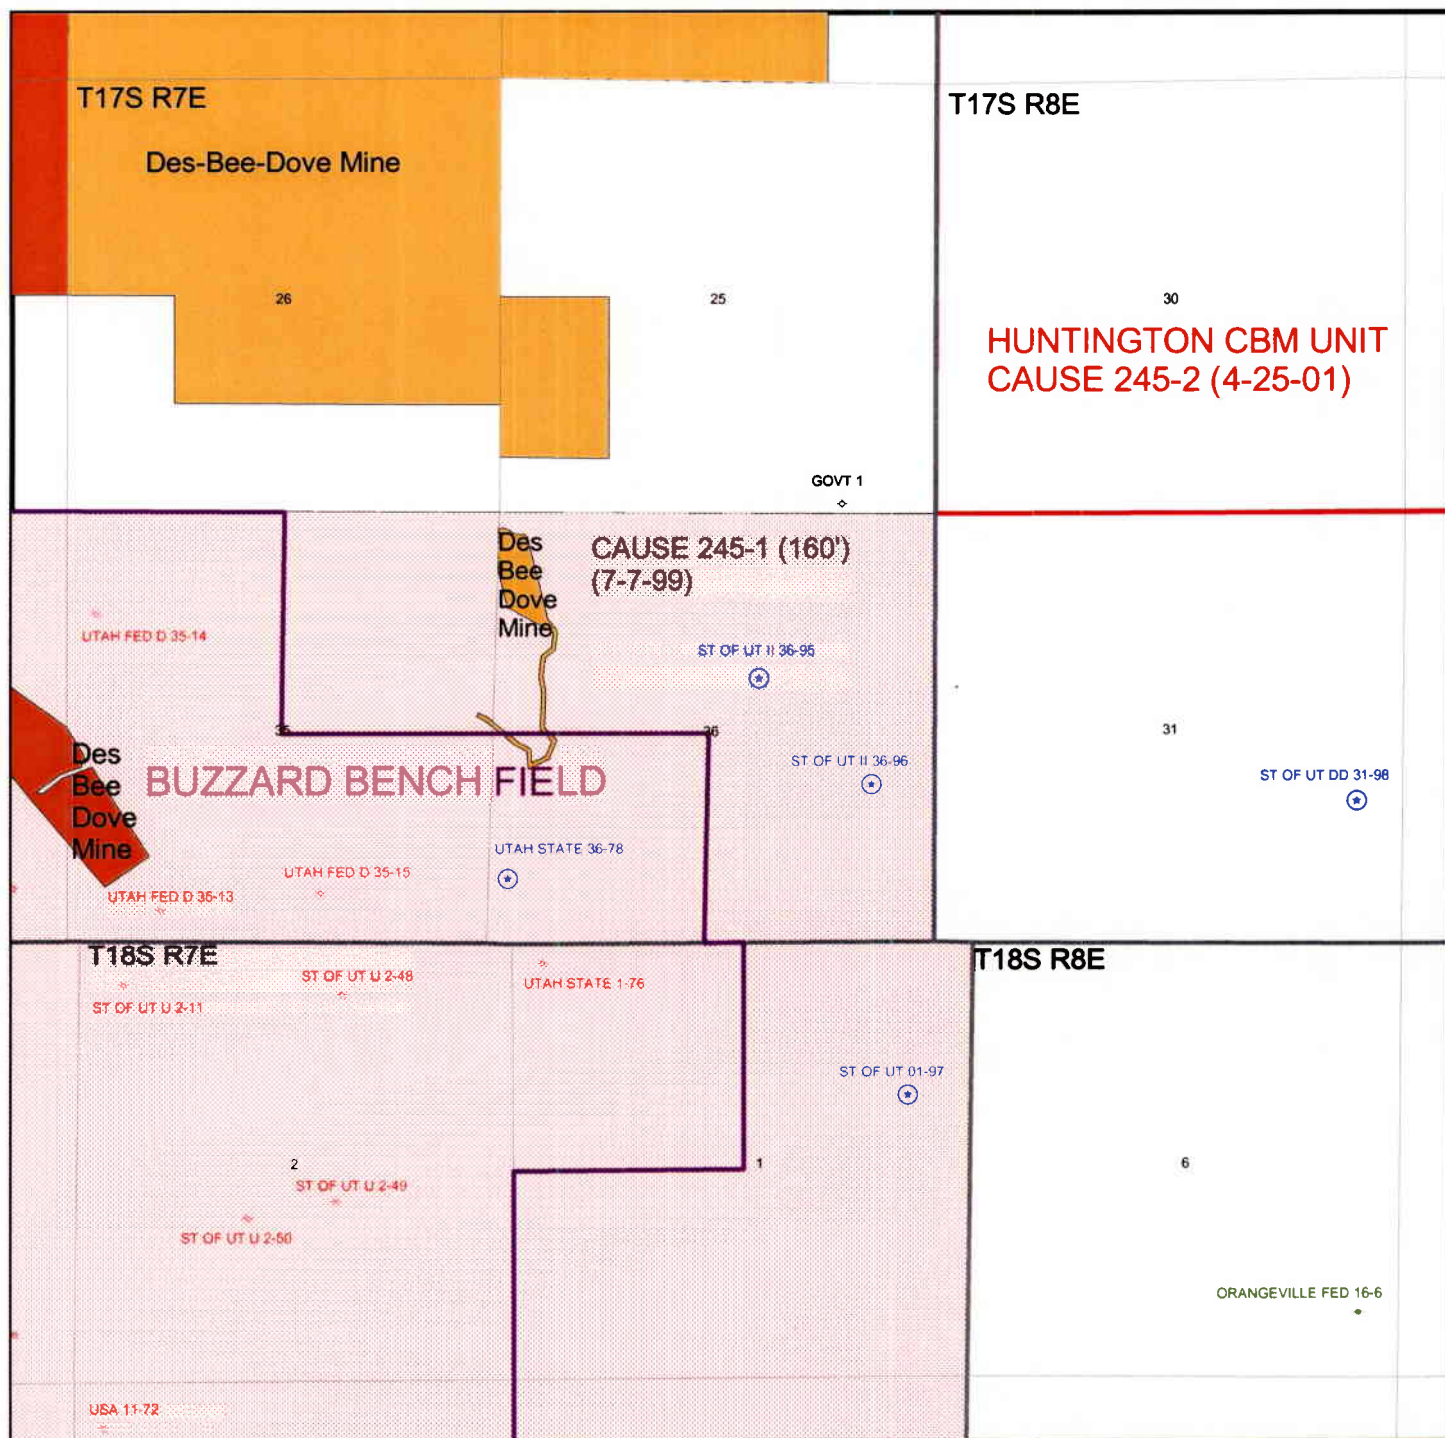 T17S R7E
T17S R8E
Des-Bee-Dove Mine
26
25
30
HUNTINGTON CBM UNIT
CAUSE 245-2 (4-25-01)
GOVT 1
Des
Bee
Dove
Mine
CAUSE 245-1 (160')
(7-7-99)
UTAH FED D 35-14
ST OF UT II 36-95
35
36
31
Des
Bee
Dove
Mine
BUZZARD BENCH FIELD
ST OF UT II 36-96
ST OF UT DD 31-98
UTAH STATE 36-78
UTAH FED D 35-15
UTAH FED D 35-13
T18S R7E
T18S R8E
ST OF UT U 2-48
UTAH STATE 1-76
ST OF UT U 2-11
ST OF UT 01-97
2
1
6
ST OF UT U 2-49
ST OF UT U 2-50
ORANGEVILLE FED 16-6
USA 11-72